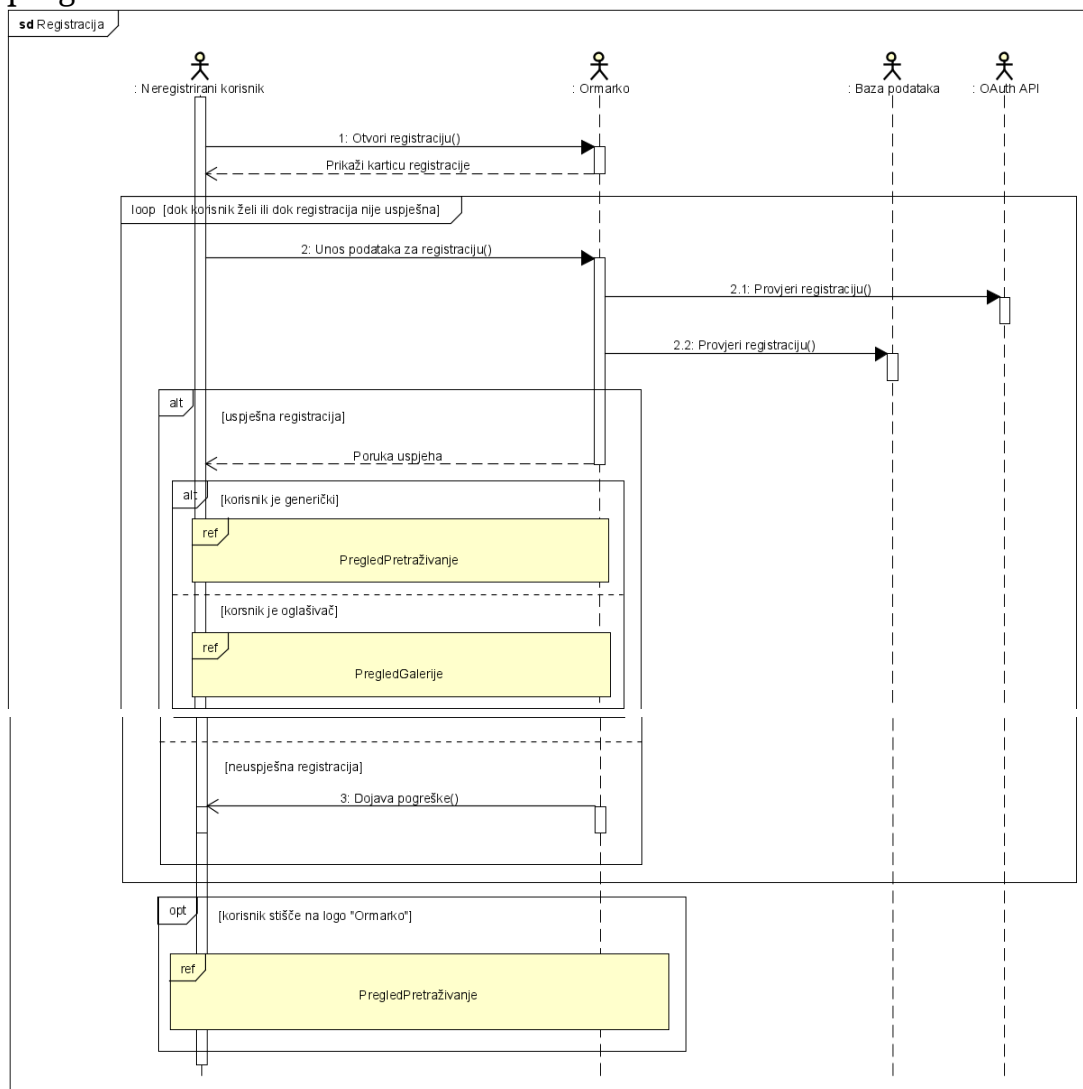 sd Registracija
: Neregistrirani korisnik
: Ormarko
: Baza podataka
: OAuth API
1: Otvori registraciju()
Prikaži karticu registracije
loop [dok korisnik želi ili dok registracija nije uspješna]
2: Unos podataka za registraciju()
2.1: Provjeri registraciju()
2.2: Provjeri registraciju()
alt
[uspješna registracija]
Poruka uspjeha
alt
[korisnik je generički]
ref
PregledPretraživanje
[korsnik je oglašivač]
ref
PregledGalerije
[neuspješna registracija]
3: Dojava pogreške()
opt
[korisnik stišče na logo "Ormarko"]
ref
PregledPretraživanje